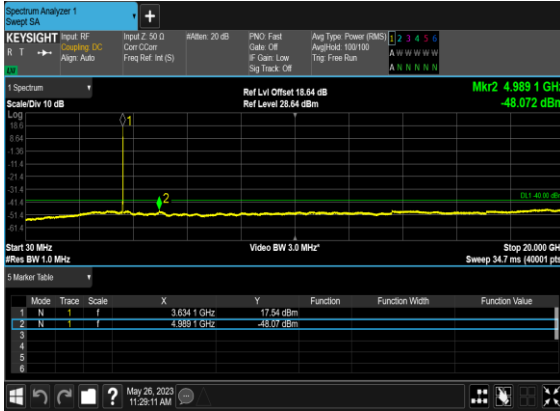 Spectrum Analyzer 1
Swept SA
+
KEYSIGHT
R T
Input: RF
Coupling: DC
Align: Auto
Input Z: 50 Ω
Corr CCorr
Freq Ref: Int (S)
#Atten: 20 dB
PNO: Fast
Gate: Off
IF Gain: Low
Sig Track: Off
Avg Type: Power (RMS)
Avg|Hold: 100/100
Trig: Free Run
1 2 3 4 5 6
A W W W W W
A N N N N N
1 Spectrum
Scale/Div 10 dB
Ref Lvl Offset 18.64 dB
Ref Level 28.64 dBm
Mkr2 4.989 1 GHz
-48.072 dBm
Log
18.6
8.64
-1.36
-11.4
-21.4
-31.4
-41.4
-51.4
-61.4
1
2
DL1 -40.00 dBm
Start 30 MHz
Video BW 3.0 MHz*
Stop 20.000 GHz
#Res BW 1.0 MHz
Sweep 34.7 ms (40001 pts)
5 Marker Table
Mode Trace Scale X Y Function Function Width Function Value
1 N 1 f 3.634 1 GHz 17.54 dBm
2 N 1 f 4.989 1 GHz -48.07 dBm
3
4
5
6
?
May 26, 2023
11:29:11 AM